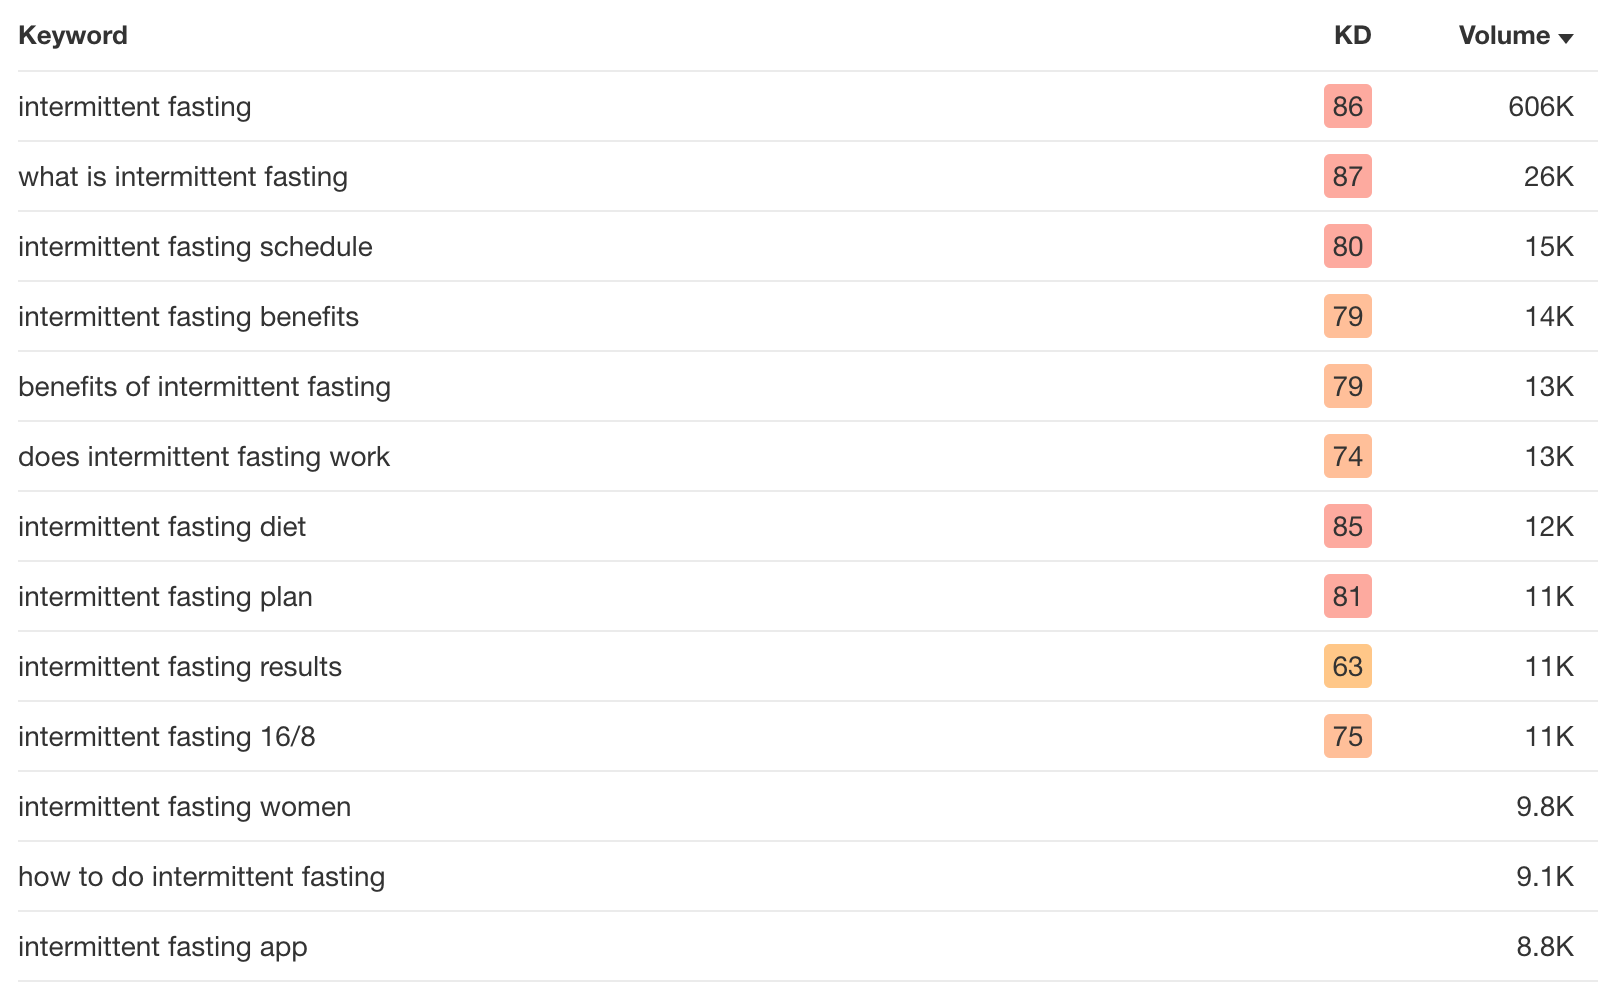 Keyword KD Volume
intermittent fasting 86 606K
what is intermittent fasting 87 26K
intermittent fasting schedule 80 15K
intermittent fasting benefits 79 14K
benefits of intermittent fasting 79 13K
does intermittent fasting work 74 13K
intermittent fasting diet 85 12K
intermittent fasting plan 81 11K
intermittent fasting results 63 11K
intermittent fasting 16/8 75 11K
intermittent fasting women 9.8K
how to do intermittent fasting 9.1K
intermittent fasting app 8.8K